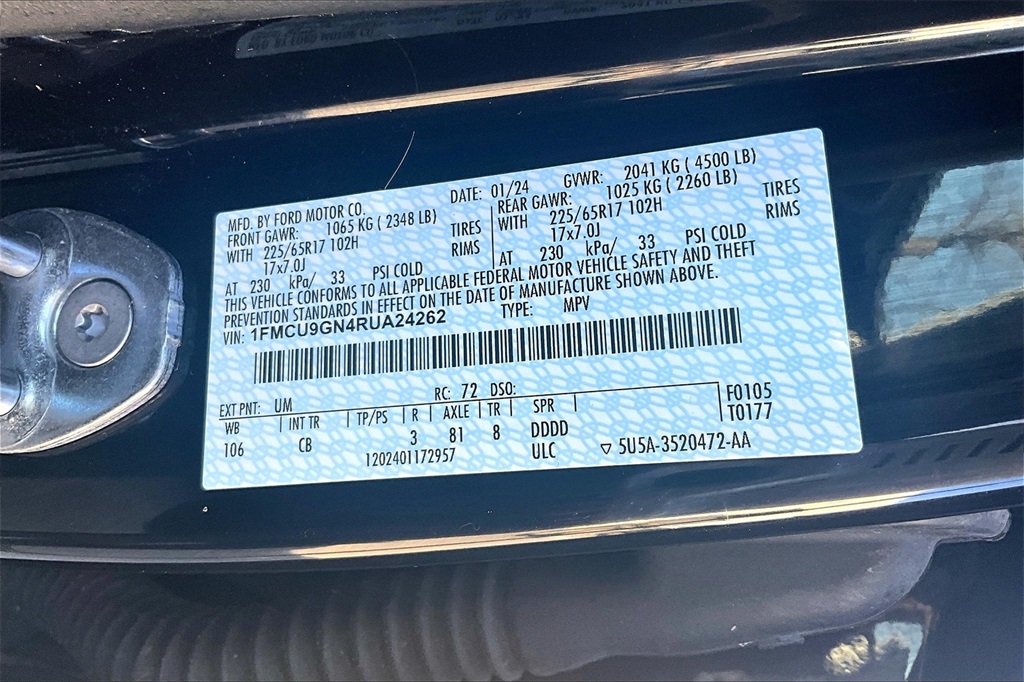 MFD. BY FORD MOTOR CO.
DATE: 01/24 GVWR: 2041 KG ( 4500 LB)
FRONT GAWR: 1065 KG ( 2348 LB)
WITH 225/65R17 102H TIRES
17x7.0J RIMS
AT 230 kPa/ 33 PSI COLD
REAR GAWR: 1025 KG ( 2260 LB)
WITH 225/65R17 102H TIRES
17x7.0J RIMS
AT 230 kPa/ 33 PSI COLD
THIS VEHICLE CONFORMS TO ALL APPLICABLE FEDERAL MOTOR VEHICLE SAFETY AND THEFT
PREVENTION STANDARDS IN EFFECT ON THE DATE OF MANUFACTURE SHOWN ABOVE.
VIN: 1FMCU9GN4RUA24262 TYPE: MPV
EXT PNT: UM RC: 72 DSO:
WB INT TR TP/PS R AXLE TR SPR F0105
106 CB 3 81 8 DDDD T0177
1202401172957 ULC ▽ 5U5A-3520472-AA